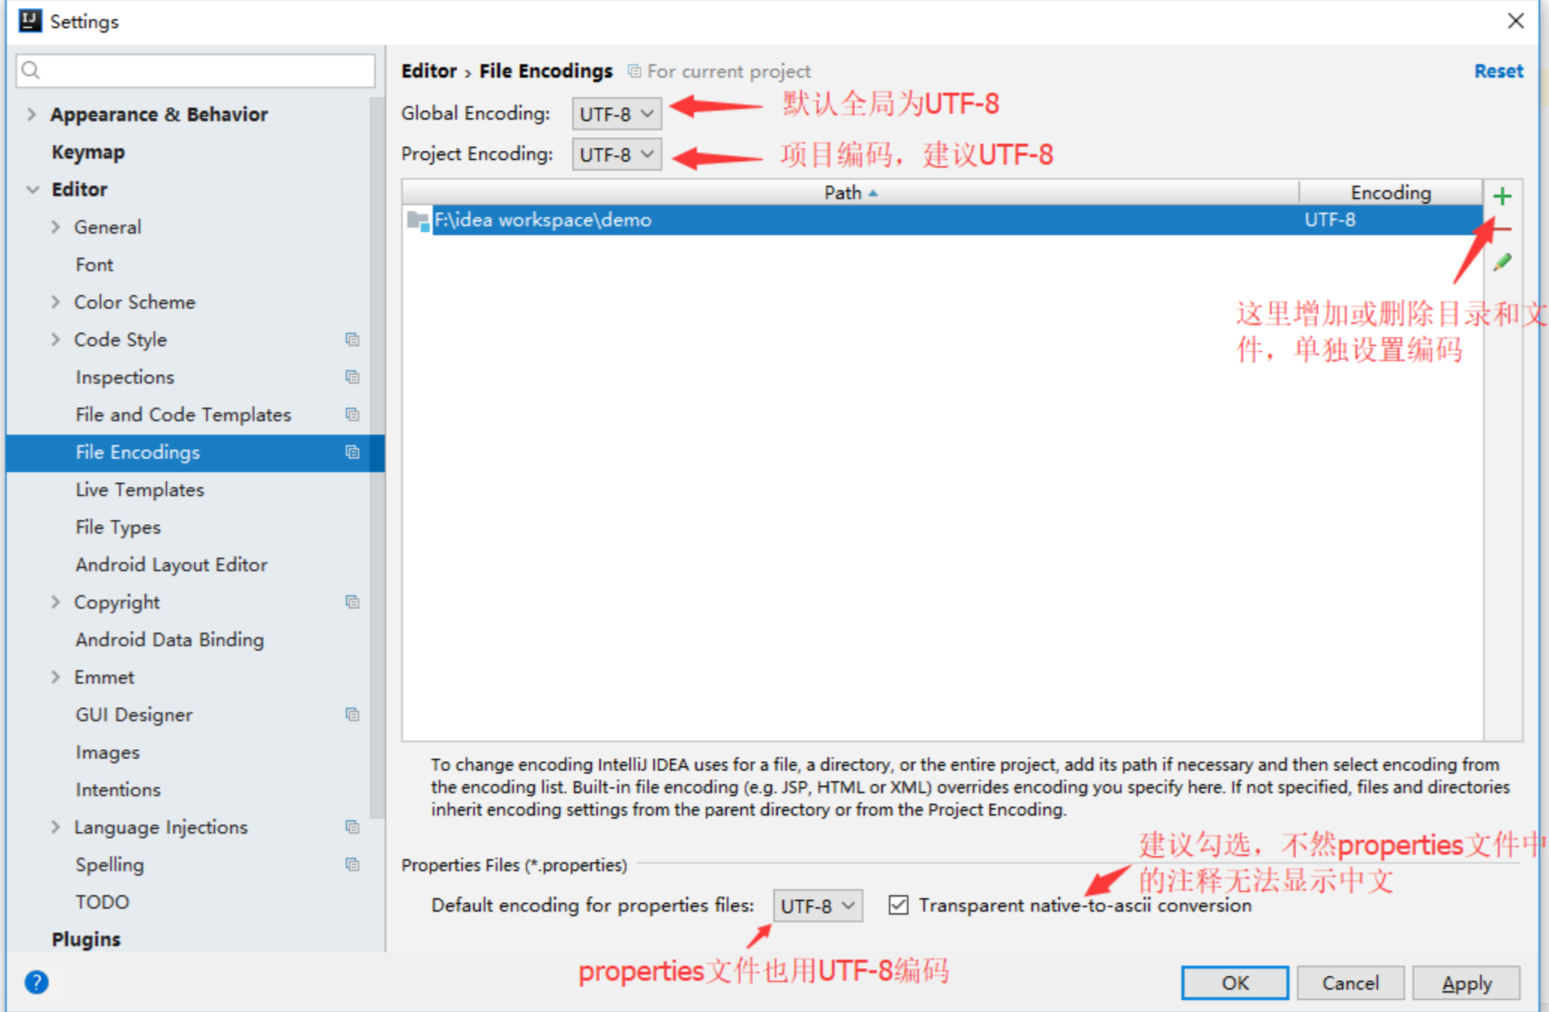 Settings
Editor › File Encodings For current project Reset
Appearance & Behavior
Keymap
Editor
General
Font
Color Scheme
Code Style
Inspections
File and Code Templates
File Encodings
Live Templates
File Types
Android Layout Editor
Copyright
Android Data Binding
Emmet
GUI Designer
Images
Intentions
Language Injections
Spelling
TODO
Plugins
Global Encoding: UTF-8 默认全局为UTF-8
Project Encoding: UTF-8 项目编码，建议UTF-8
Path Encoding
F:\idea workspace\demo UTF-8
这里增加或删除目录和文
件，单独设置编码
To change encoding IntelliJ IDEA uses for a file, a directory, or the entire project, add its path if necessary and then select encoding from
the encoding list. Built-in file encoding (e.g. JSP, HTML or XML) overrides encoding you specify here. If not specified, files and directories
inherit encoding settings from the parent directory or from the Project Encoding.
建议勾选，不然properties文件中
的注释无法显示中文
Properties Files (*.properties)
Default encoding for properties files: UTF-8 Transparent native-to-ascii conversion
properties文件也用UTF-8编码
? OK Cancel Apply